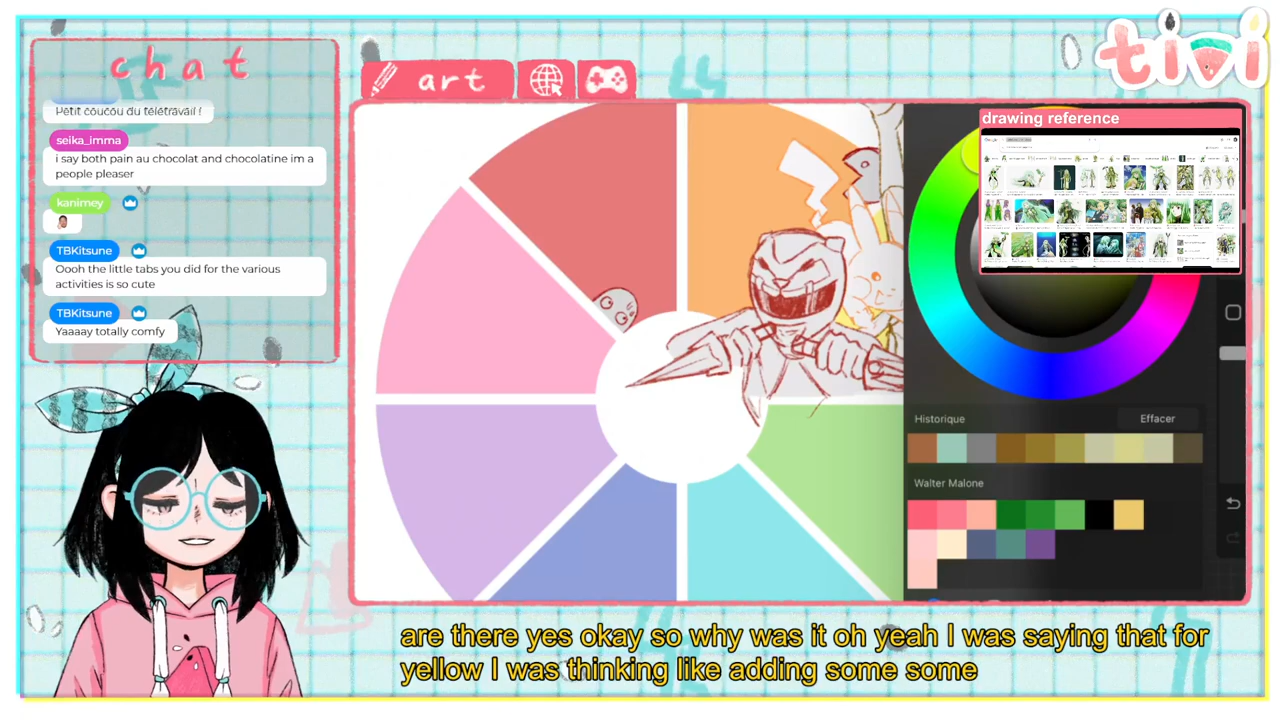 chat
Petit coucou du télétravail !
seika_imma
i say both pain au chocolat and chocolatine im a
people pleaser
kanimey
TBKitsune
Oooh the little tabs you did for the various
activities is so cute
TBKitsune
Yaaaay totally comfy
art
tivi
drawing reference
Historique
Effacer
Walter Malone
are there yes okay so why was it oh yeah I was saying that for
yellow I was thinking like adding some some